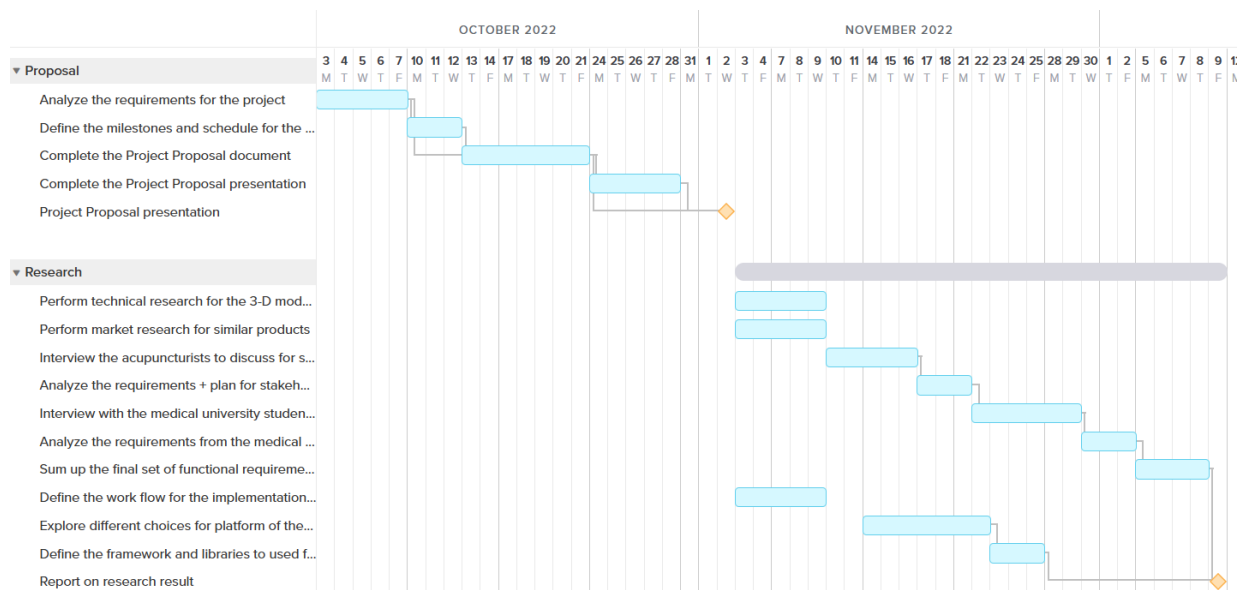 OCTOBER 2022 NOVEMBER 2022
3 4 5 6 7 10 11 12 13 14 17 18 19 20 21 24 25 26 27 28 31 1 2 3 4 7 8 9 10 11 14 15 16 17 18 21 22 23 24 25 28 29 30 1 2 5 6 7 8 9 12
▼ Proposal
M T W T F M T W T F M T W T F M T W T F M T W T F M T W T F M T W T F M T W T F M T W T F M T W T F M
Analyze the requirements for the project
Define the milestones and schedule for the ...
Complete the Project Proposal document
Complete the Project Proposal presentation
Project Proposal presentation
▼ Research
Perform technical research for the 3-D mod...
Perform market research for similar products
Interview the acupuncturists to discuss for s...
Analyze the requirements + plan for stakeh...
Interview with the medical university studen...
Analyze the requirements from the medical ...
Sum up the final set of functional requireme...
Define the work flow for the implementation...
Explore different choices for platform of the...
Define the framework and libraries to used f...
Report on research result